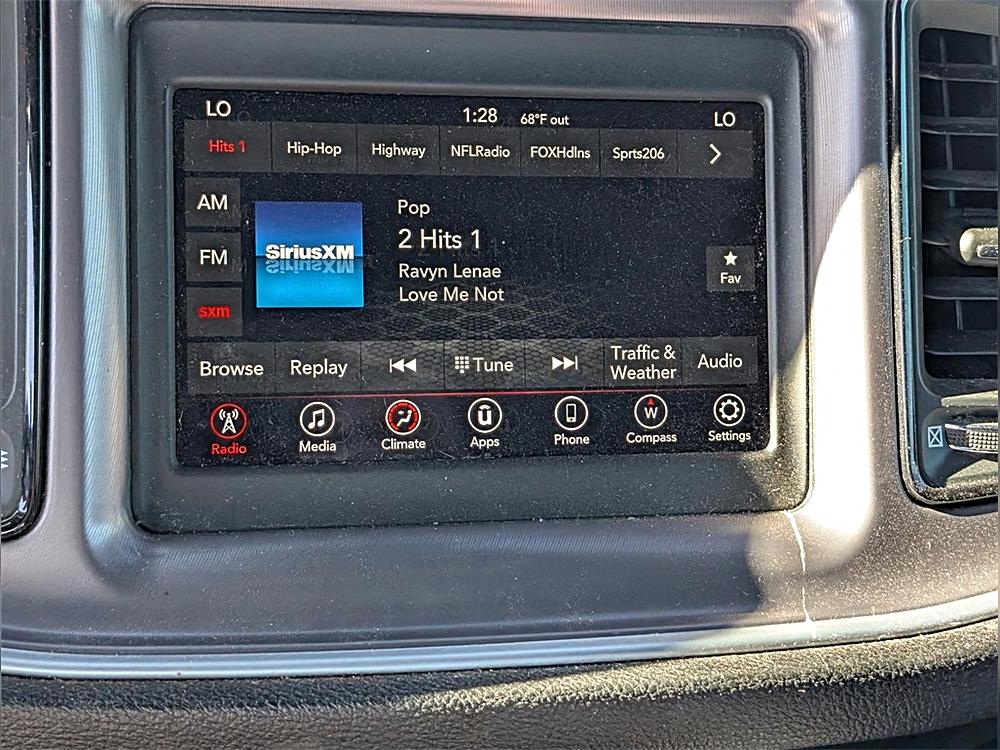 LO 1:28 68°F out LO
Hits 1 Hip-Hop Highway NFLRadio FOXHdlns Sprts206
AM
FM
sxm
SiriusXM
Pop
2 Hits 1
Ravyn Lenae
Love Me Not
Fav
Browse Replay Tune Traffic & Weather Audio
W
Radio Media Climate Apps Phone Compass Settings